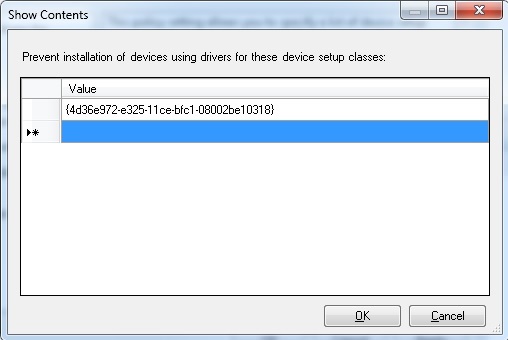 Show Contents
Prevent installation of devices using drivers for these device setup classes:
Value
{4d36e972-e325-11ce-bfc1-08002be10318}
OK
Cancel